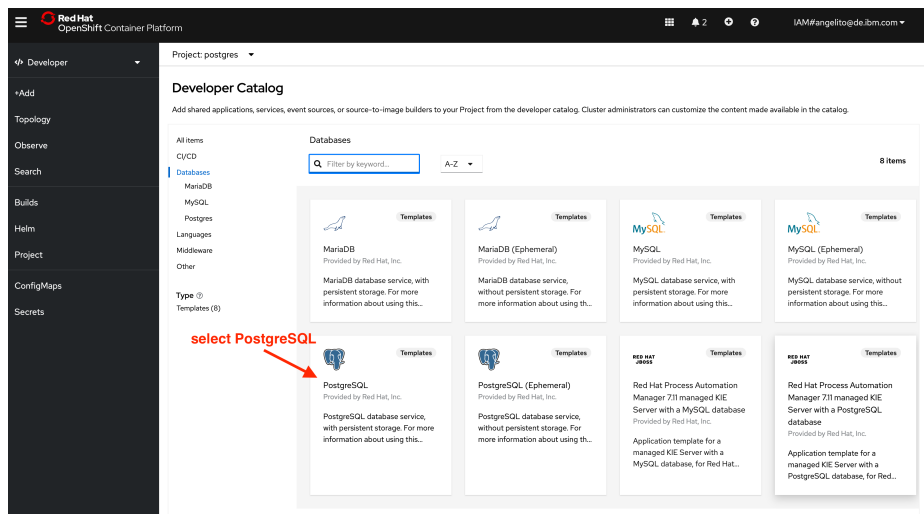 Red Hat
OpenShift Container Platform
2
IAM#angelito@de.ibm.com
Developer
Project: postgres
+Add
Topology
Observe
Search
Builds
Helm
Project
ConfigMaps
Secrets
Developer Catalog
Add shared applications, services, event sources, or source-to-image builders to your Project from the developer catalog. Cluster administrators can customize the content made available in the catalog.
All items
CI/CD
Databases
MariaDB
MySQL
Postgres
Languages
Middleware
Other
Type
Templates (8)
Databases
Filter by keyword...
A-Z
8 items
Templates
MariaDB
Provided by Red Hat, Inc.
MariaDB database service, with
persistent storage. For more
information about using this...
Templates
MariaDB (Ephemeral)
Provided by Red Hat, Inc.
MariaDB database service,
without persistent storage. For
more information about using th...
MySQL
Templates
MySQL
Provided by Red Hat, Inc.
MySQL database service, with
persistent storage. For more
information about using this...
MySQL
Templates
MySQL (Ephemeral)
Provided by Red Hat, Inc.
MySQL database service, without
persistent storage. For more
information about using this...
select PostgreSQL
Templates
PostgreSQL
Provided by Red Hat, Inc.
PostgreSQL database service,
with persistent storage. For more
information about using this...
Templates
PostgreSQL (Ephemeral)
Provided by Red Hat, Inc.
PostgreSQL database service,
without persistent storage. For
more information about using th...
RED HAT
JBOSS
Templates
Red Hat Process Automation
Manager 7.11 managed KIE
Server with a MySQL database
Provided by Red Hat, Inc.
Application template for a
managed KIE Server with a
MySQL database, for Red Hat...
RED HAT
JBOSS
Templates
Red Hat Process Automation
Manager 7.11 managed KIE
Server with a PostgreSQL
database
Provided by Red Hat, Inc.
Application template for a
managed KIE Server with a
PostgreSQL database, for Red...